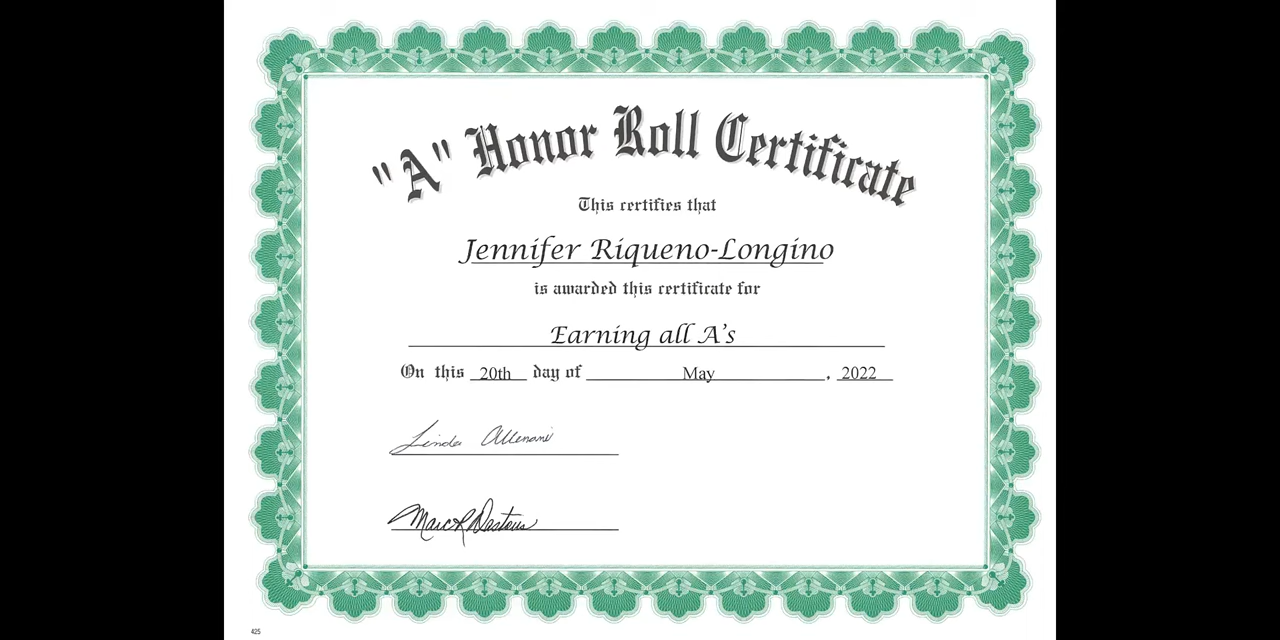 "A" Honor Roll Certificate
This certifies that
Jennifer Riqueno-Longino
is awarded this certificate for
Earning all A's
On this 20th day of May, 2022
Linda
425